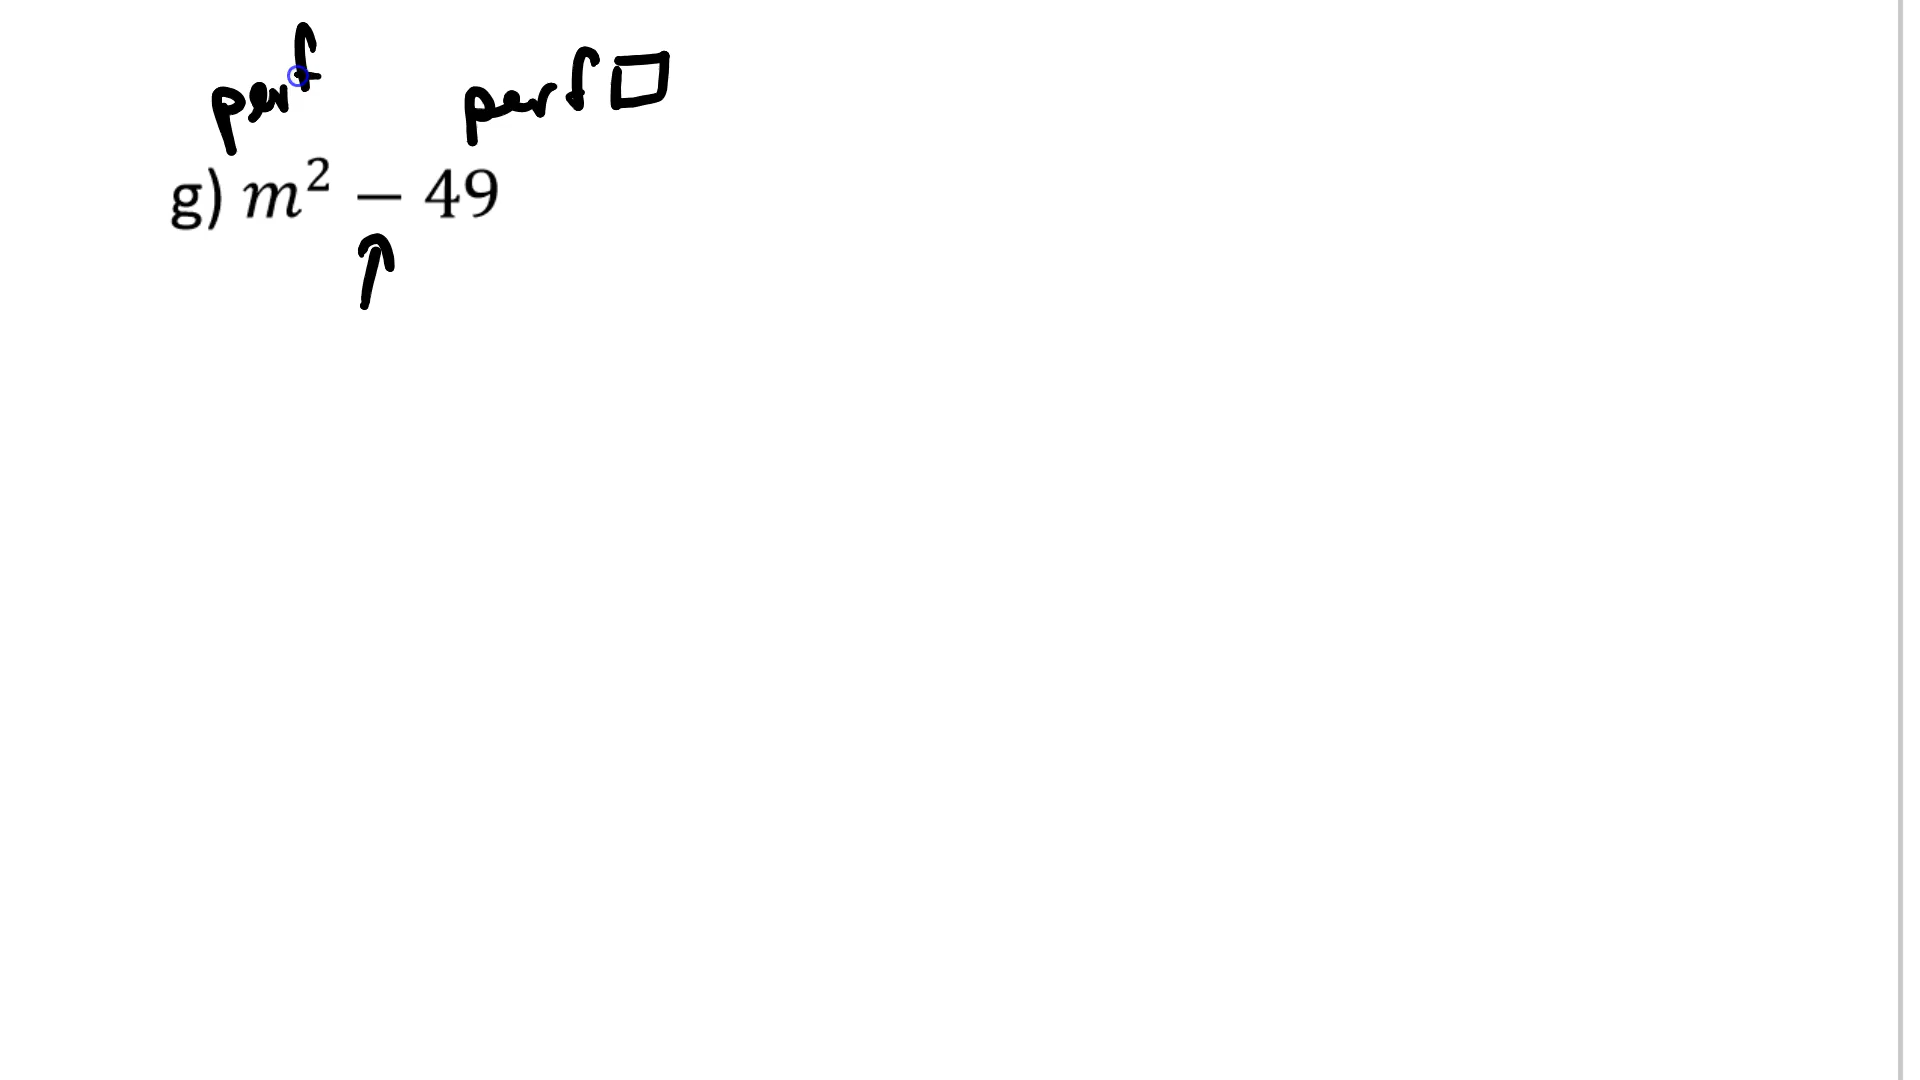 perf perf □
g) m² − 49
↑